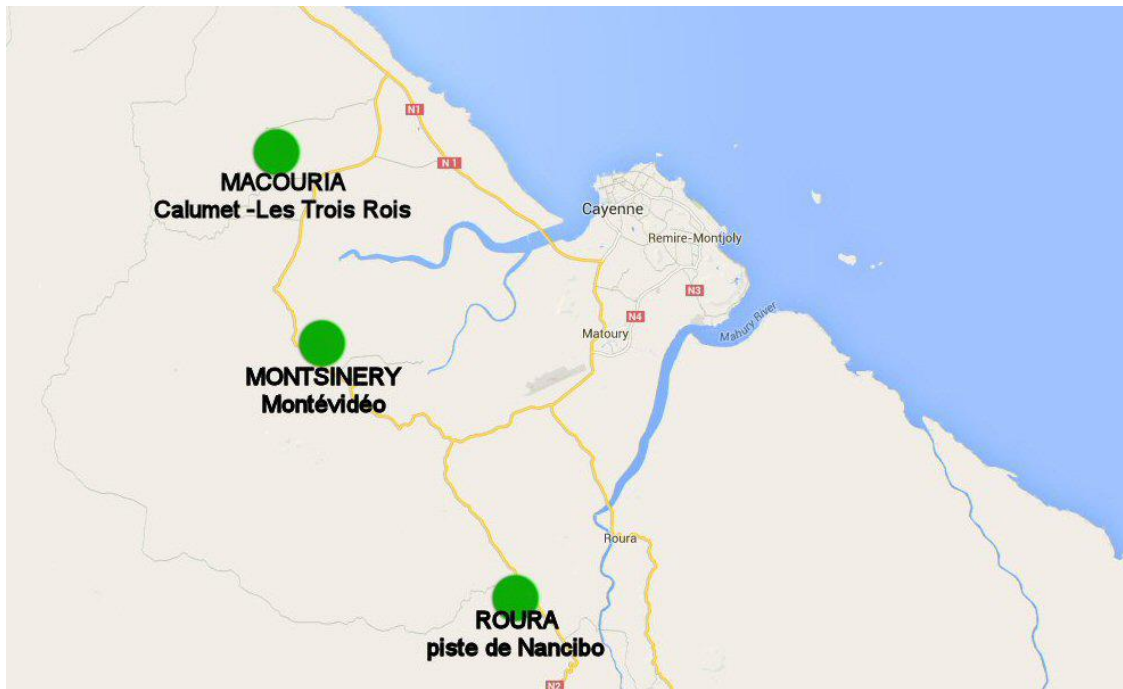 N1
N 1
MACOURIA
Calumet -Les Trois Rois
Cayenne
Remire-Montjoly
N3
Mahury River
N4
Matoury
MONTSINERY
Montévidéo
Roura
ROURA
piste de Nancibo
N2